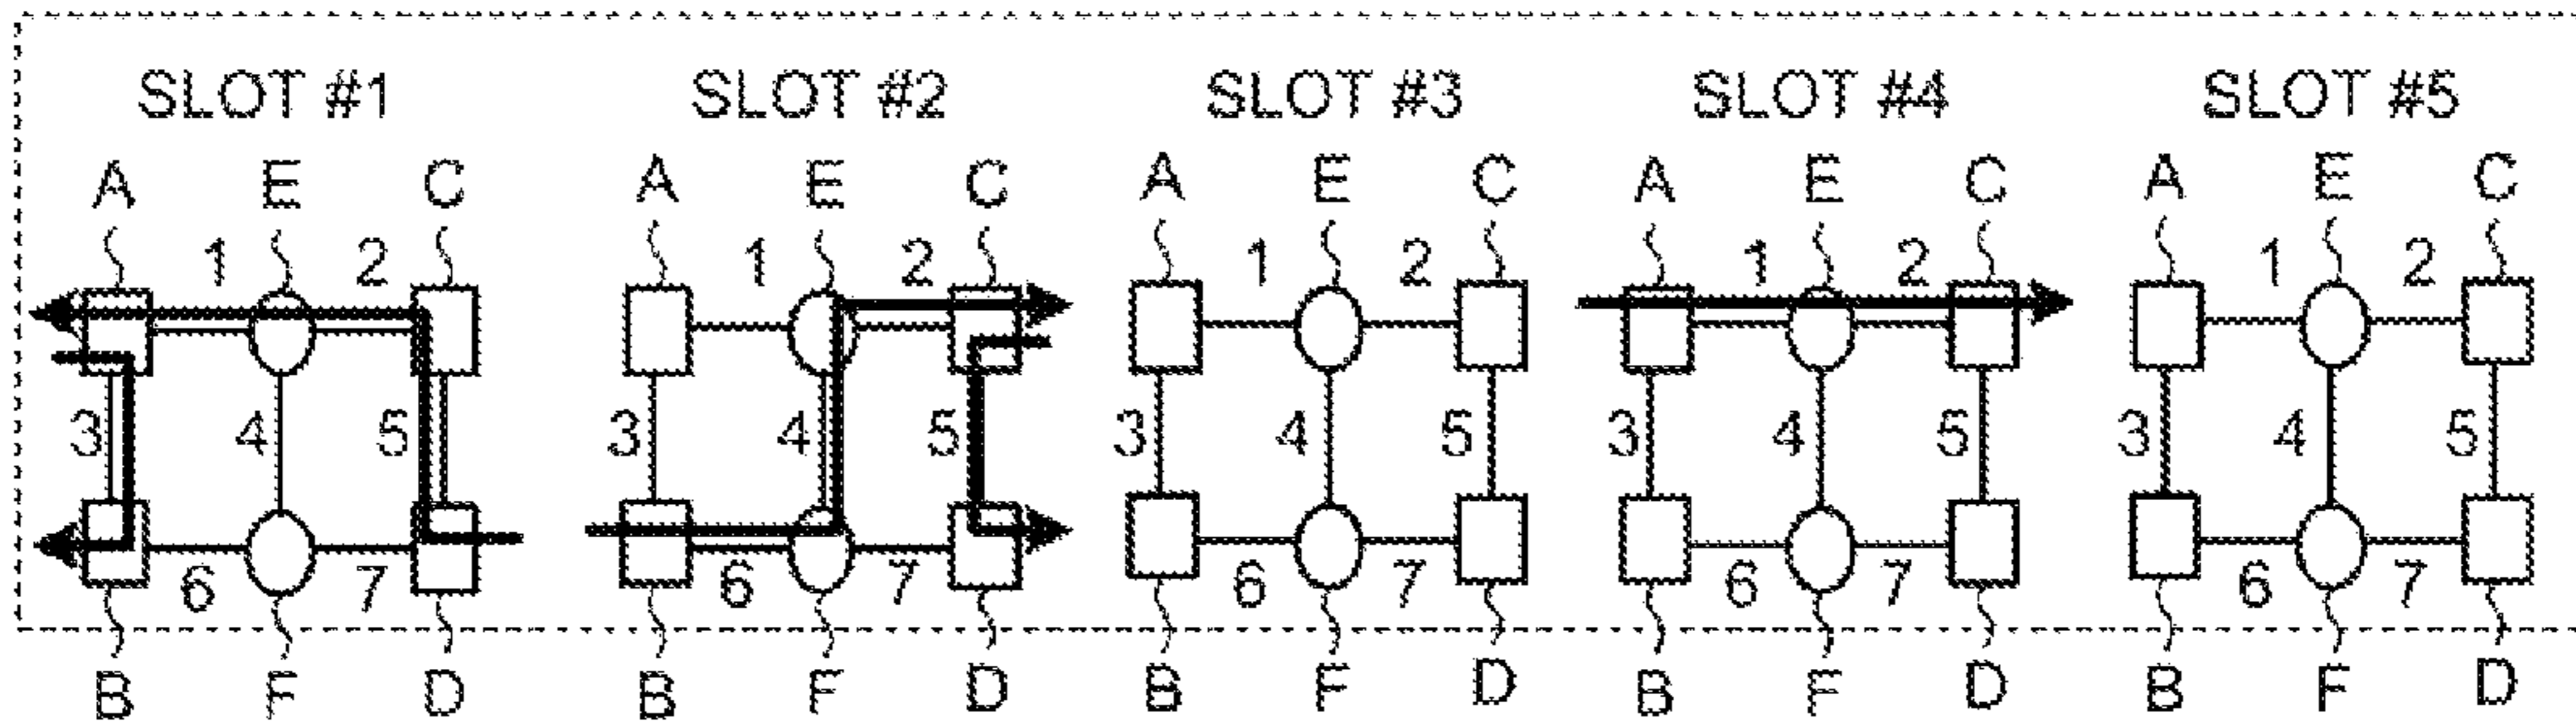 SLOT #1 SLOT #2 SLOT #3 SLOT #4 SLOT #5
A E C A E C A E C A E C A E C
1 2 1 2 1 2 1 2 1 2
3 4 5 3 4 5 3 4 5 3 4 5 3 4 5
6 7 6 7 6 7 6 7 6 7
B F D B F D B F D B F D B F D